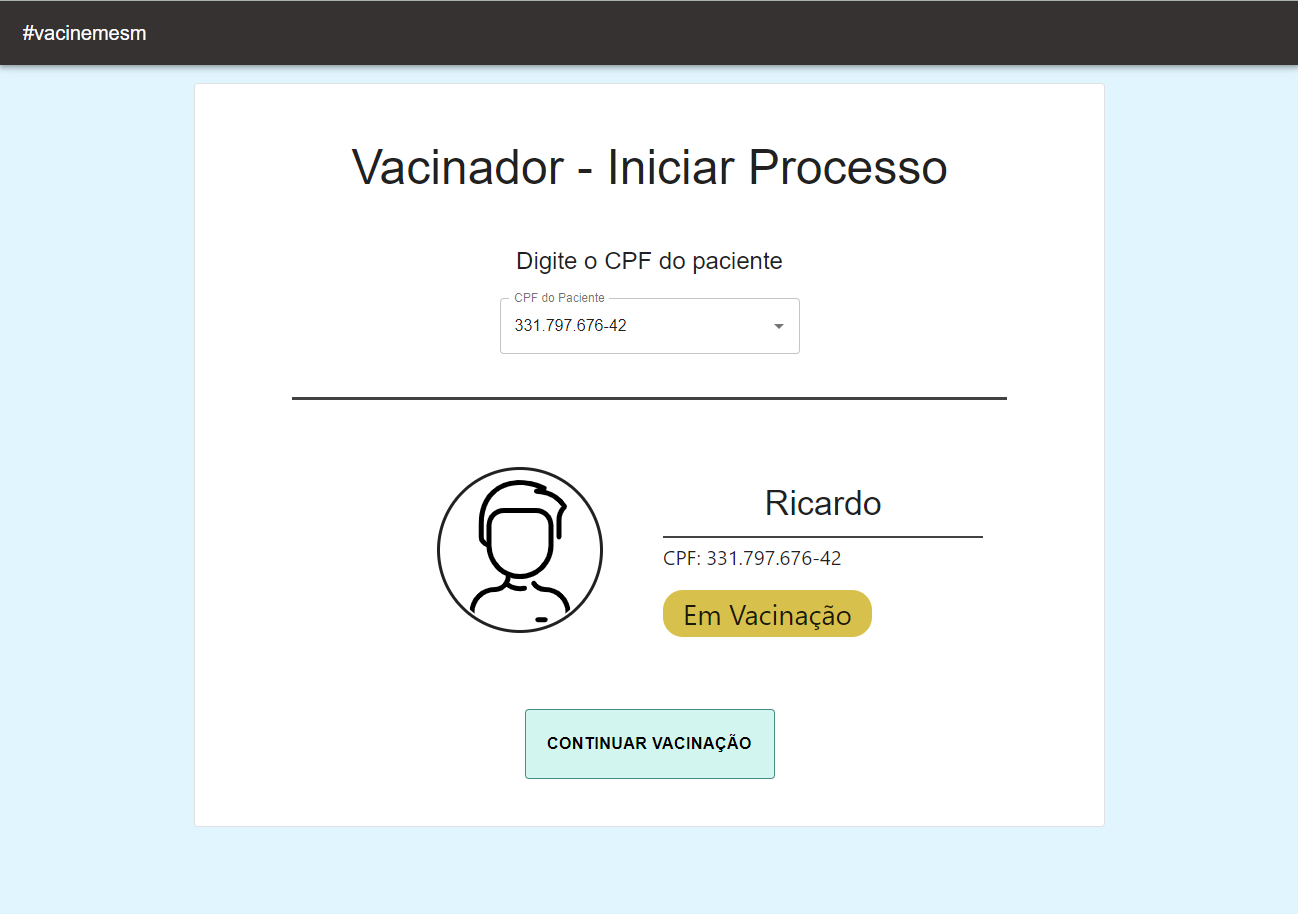 #vacinemesm
Vacinador - Iniciar Processo
Digite o CPF do paciente
CPF do Paciente
331.797.676-42
Ricardo
CPF: 331.797.676-42
Em Vacinação
CONTINUAR VACINAÇÃO